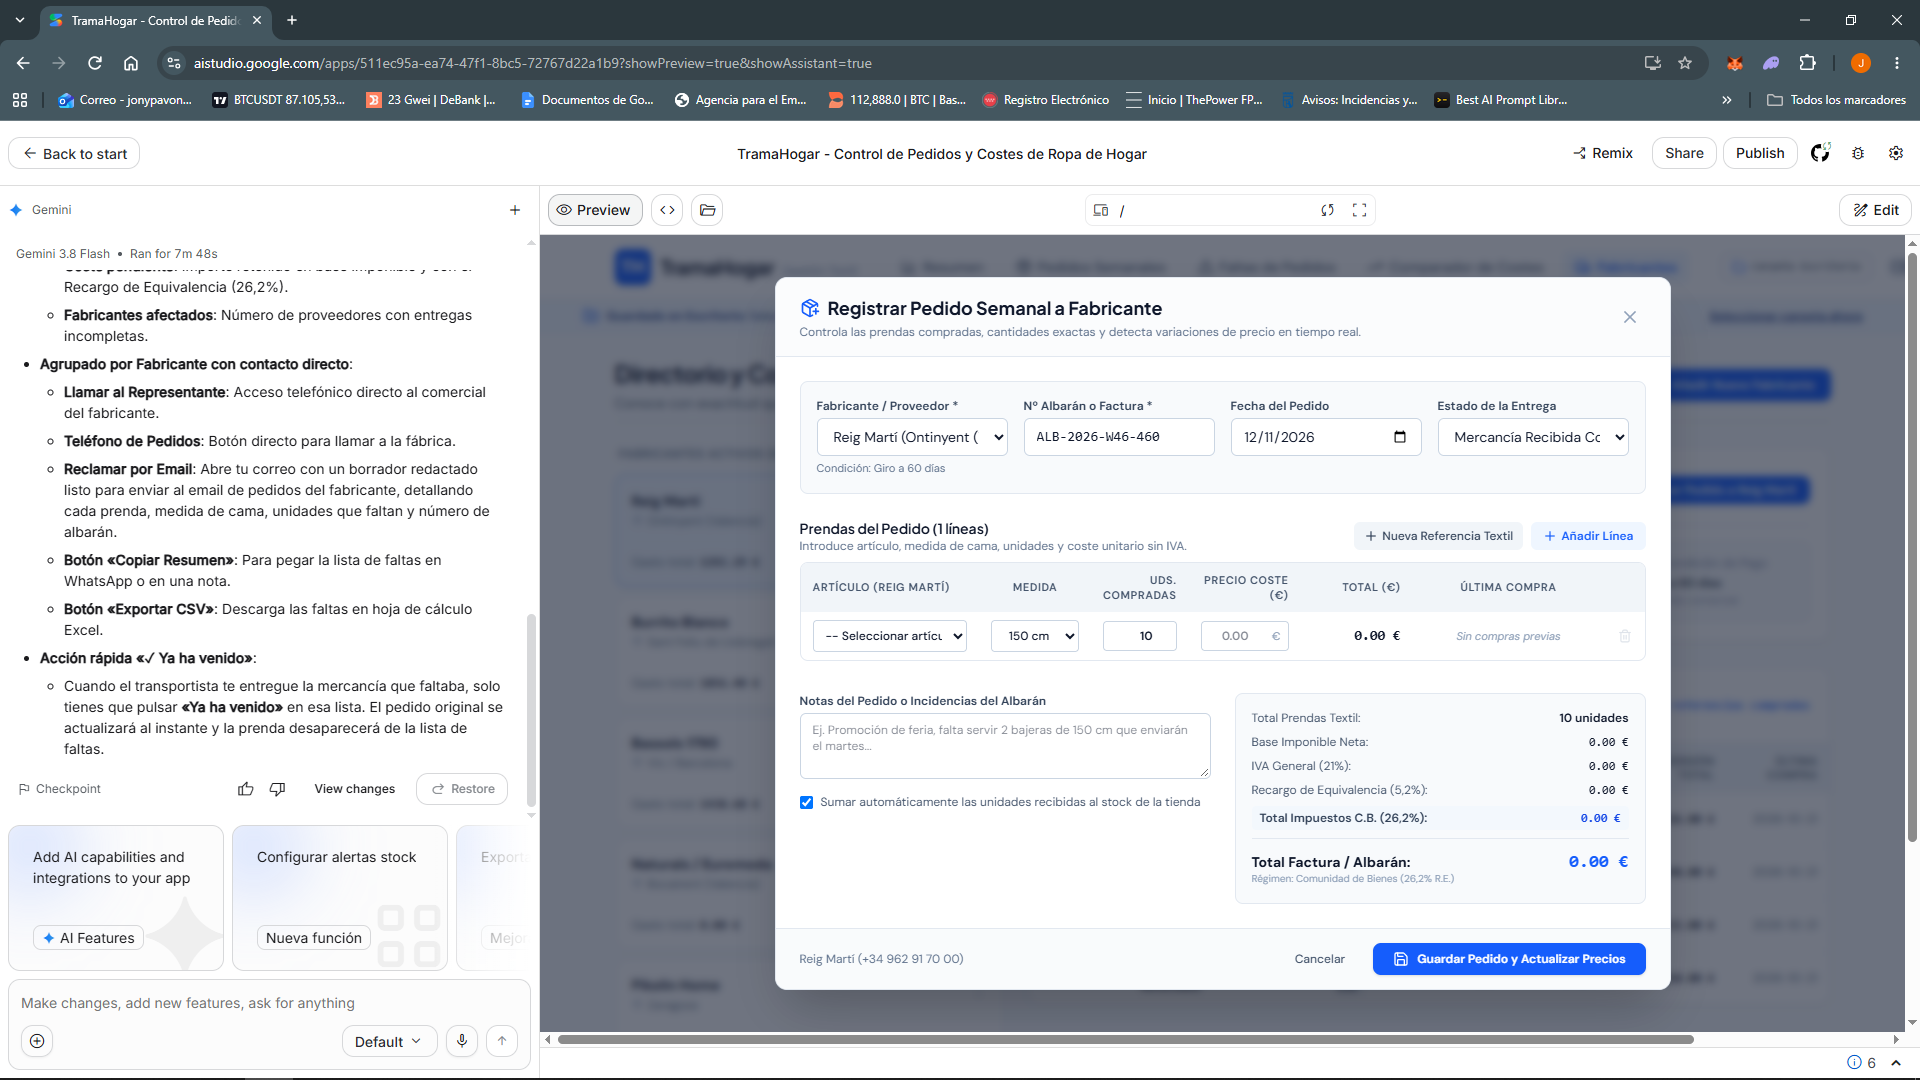 TramaHogar - Control de Pedido
aistudio.google.com/apps/511ec95a-ea74-47f1-8bc5-72767d22a1b9?showPreview=true&showAssistant=true
J
Correo - jonypavon...
BTCUSDT 87.105,53...
23 Gwei | DeBank |...
Documentos de Go...
Agencia para el Em...
112,888.0 | BTC | Bas...
Registro Electrónico
Inicio | ThePower FP...
Avisos: Incidencias y...
Best AI Prompt Libr...
Todos los marcadores
Back to start
TramaHogar - Control de Pedidos y Costes de Ropa de Hogar
Remix
Share
Publish
Gemini
Preview
/
Edit
Gemini 3.8 Flash • Ran for 7m 48s
Recargo de Equivalencia (26,2%).
Fabricantes afectados: Número de proveedores con entregas
incompletas.
Agrupado por Fabricante con contacto directo:
Llamar al Representante: Acceso telefónico directo al comercial
del fabricante.
Teléfono de Pedidos: Botón directo para llamar a la fábrica.
Reclamar por Email: Abre tu correo con un borrador redactado
listo para enviar al email de pedidos del fabricante, detallando
cada prenda, medida de cama, unidades que faltan y número de
albarán.
Botón «Copiar Resumen»: Para pegar la lista de faltas en
WhatsApp o en una nota.
Botón «Exportar CSV»: Descarga las faltas en hoja de cálculo
Excel.
Acción rápida «✓ Ya ha venido»:
Cuando el transportista te entregue la mercancía que faltaba, solo
tienes que pulsar «Ya ha venido» en esa lista. El pedido original se
actualizará al instante y la prenda desaparecerá de la lista de
faltas.
Checkpoint
View changes
Restore
Add AI capabilities and
integrations to your app
AI Features
Configurar alertas stock
Nueva función
Export
Mejor
Make changes, add new features, ask for anything
Default
TramaHogar
Registrar Pedido Semanal a Fabricante
Controla las prendas compradas, cantidades exactas y detecta variaciones de precio en tiempo real.
Fabricante / Proveedor *
Nº Albarán o Factura *
Fecha del Pedido
Estado de la Entrega
Reig Martí (Ontinyent (
ALB-2026-W46-460
12/11/2026
Mercancía Recibida Co
Condición: Giro a 60 días
Prendas del Pedido (1 líneas)
Introduce artículo, medida de cama, unidades y coste unitario sin IVA.
Nueva Referencia Textil
Añadir Línea
ARTÍCULO (REIG MARTÍ)
MEDIDA
UDS. COMPRADAS
PRECIO COSTE (€)
TOTAL (€)
ÚLTIMA COMPRA
-- Seleccionar artícu
150 cm
10
0.00 €
0.00 €
Sin compras previas
Notas del Pedido o Incidencias del Albarán
Ej. Promoción de feria, falta servir 2 bajeras de 150 cm que enviarán
el martes...
Sumar automáticamente las unidades recibidas al stock de la tienda
Total Prendas Textil: 10 unidades
Base Imponible Neta: 0.00 €
IVA General (21%): 0.00 €
Recargo de Equivalencia (5,2%): 0.00 €
Total Impuestos C.B. (26,2%): 0.00 €
Total Factura / Albarán: 0.00 €
Régimen: Comunidad de Bienes (26,2% R.E.)
Reig Martí (+34 962 91 70 00)
Cancelar
Guardar Pedido y Actualizar Precios
6